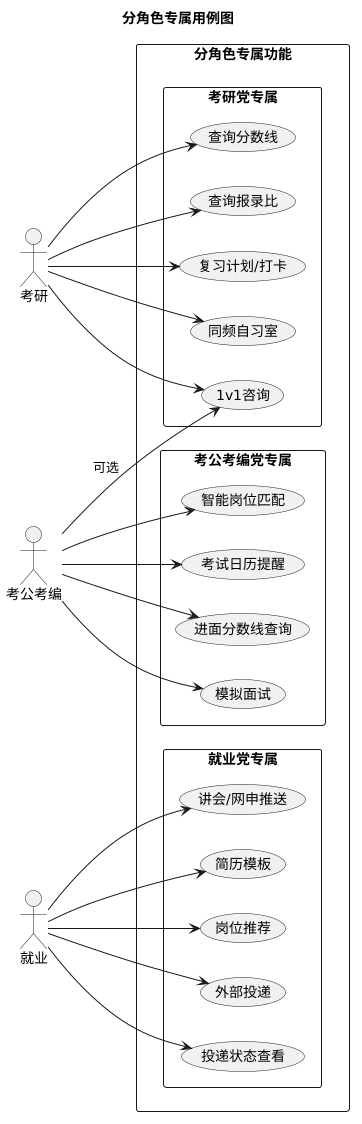 分角色专属用例图
分角色专属功能
考研党专属
查询分数线
查询报录比
复习计划/打卡
同频自习室
1v1咨询
考研
可选
考公考编党专属
智能岗位匹配
考试日历提醒
进面分数线查询
模拟面试
考公考编
就业党专属
讲会/网申推送
简历模板
岗位推荐
外部投递
投递状态查看
就业